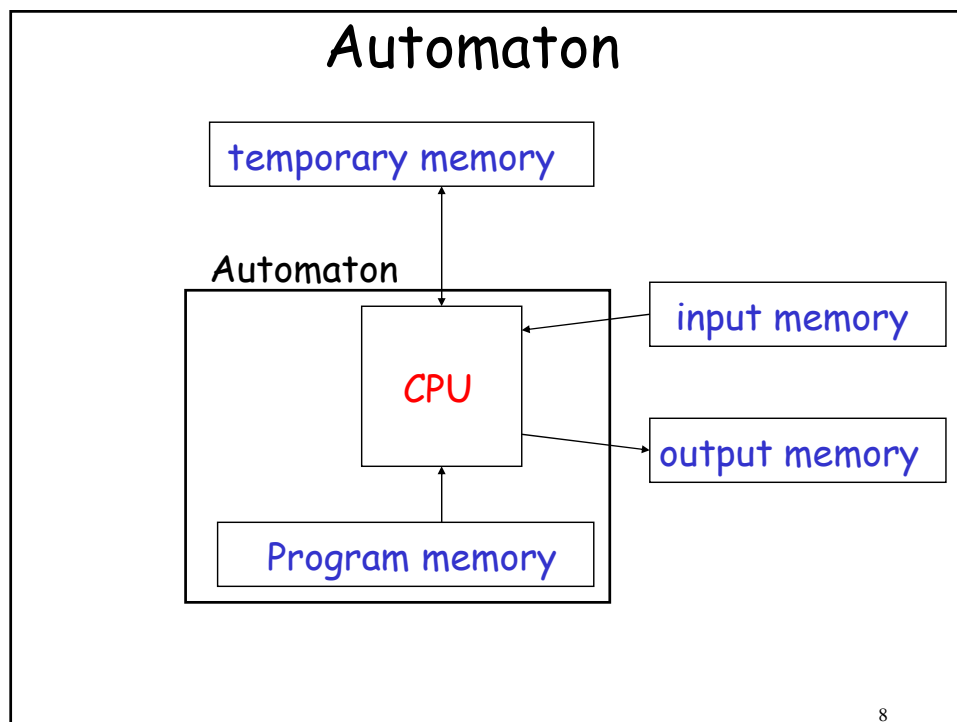 Automaton
temporary memory
Automaton
input memory
CPU
output memory
Program memory
8